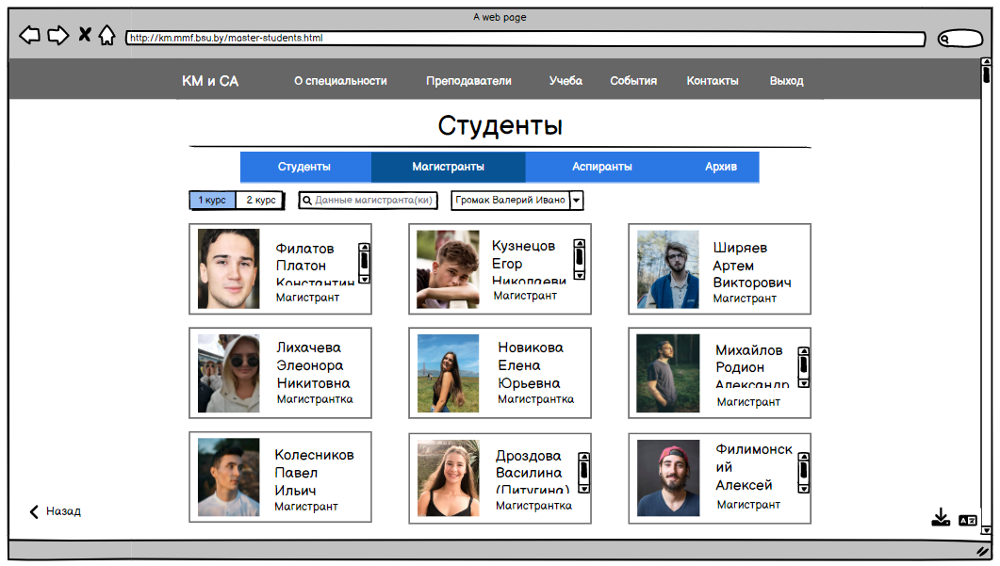 A web page
http://km.mmf.bsu.by/master-students.html
КМ и СА О специальности Преподаватели Учеба События Контакты Выход
Студенты
Студенты Магистранты Аспиранты Архив
1 курс 2 курс Данные магистранта(ки) Громак Валерий Ивано
Филатов
Платон
Константин
Магистрант
Кузнецов
Егор
Николаеви
Магистрант
Ширяев
Артем
Викторович
Магистрант
Лихачева
Элеонора
Никитовна
Магистрантка
Новикова
Елена
Юрьевна
Магистрантка
Михайлов
Родион
Александр
Магистрант
Колесников
Павел
Ильич
Магистрант
Дроздова
Василина
(Питугина)
Магистрантка
Филимонск
ий
Алексей
Магистрант
Назад